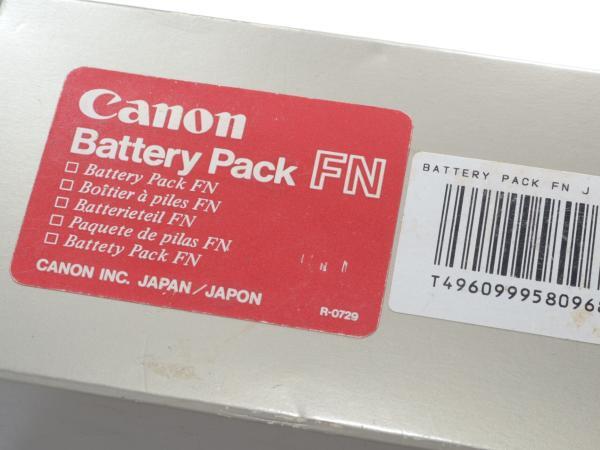 Canon
Battery Pack FN
□ Battery Pack FN
□ Boîtier à piles FN
□ Batterieteil FN
□ Paquete de pilas FN
□ Battety Pack FN
CANON INC. JAPAN/JAPON
R-0729
BATTERY PACK FN J
T496099958096